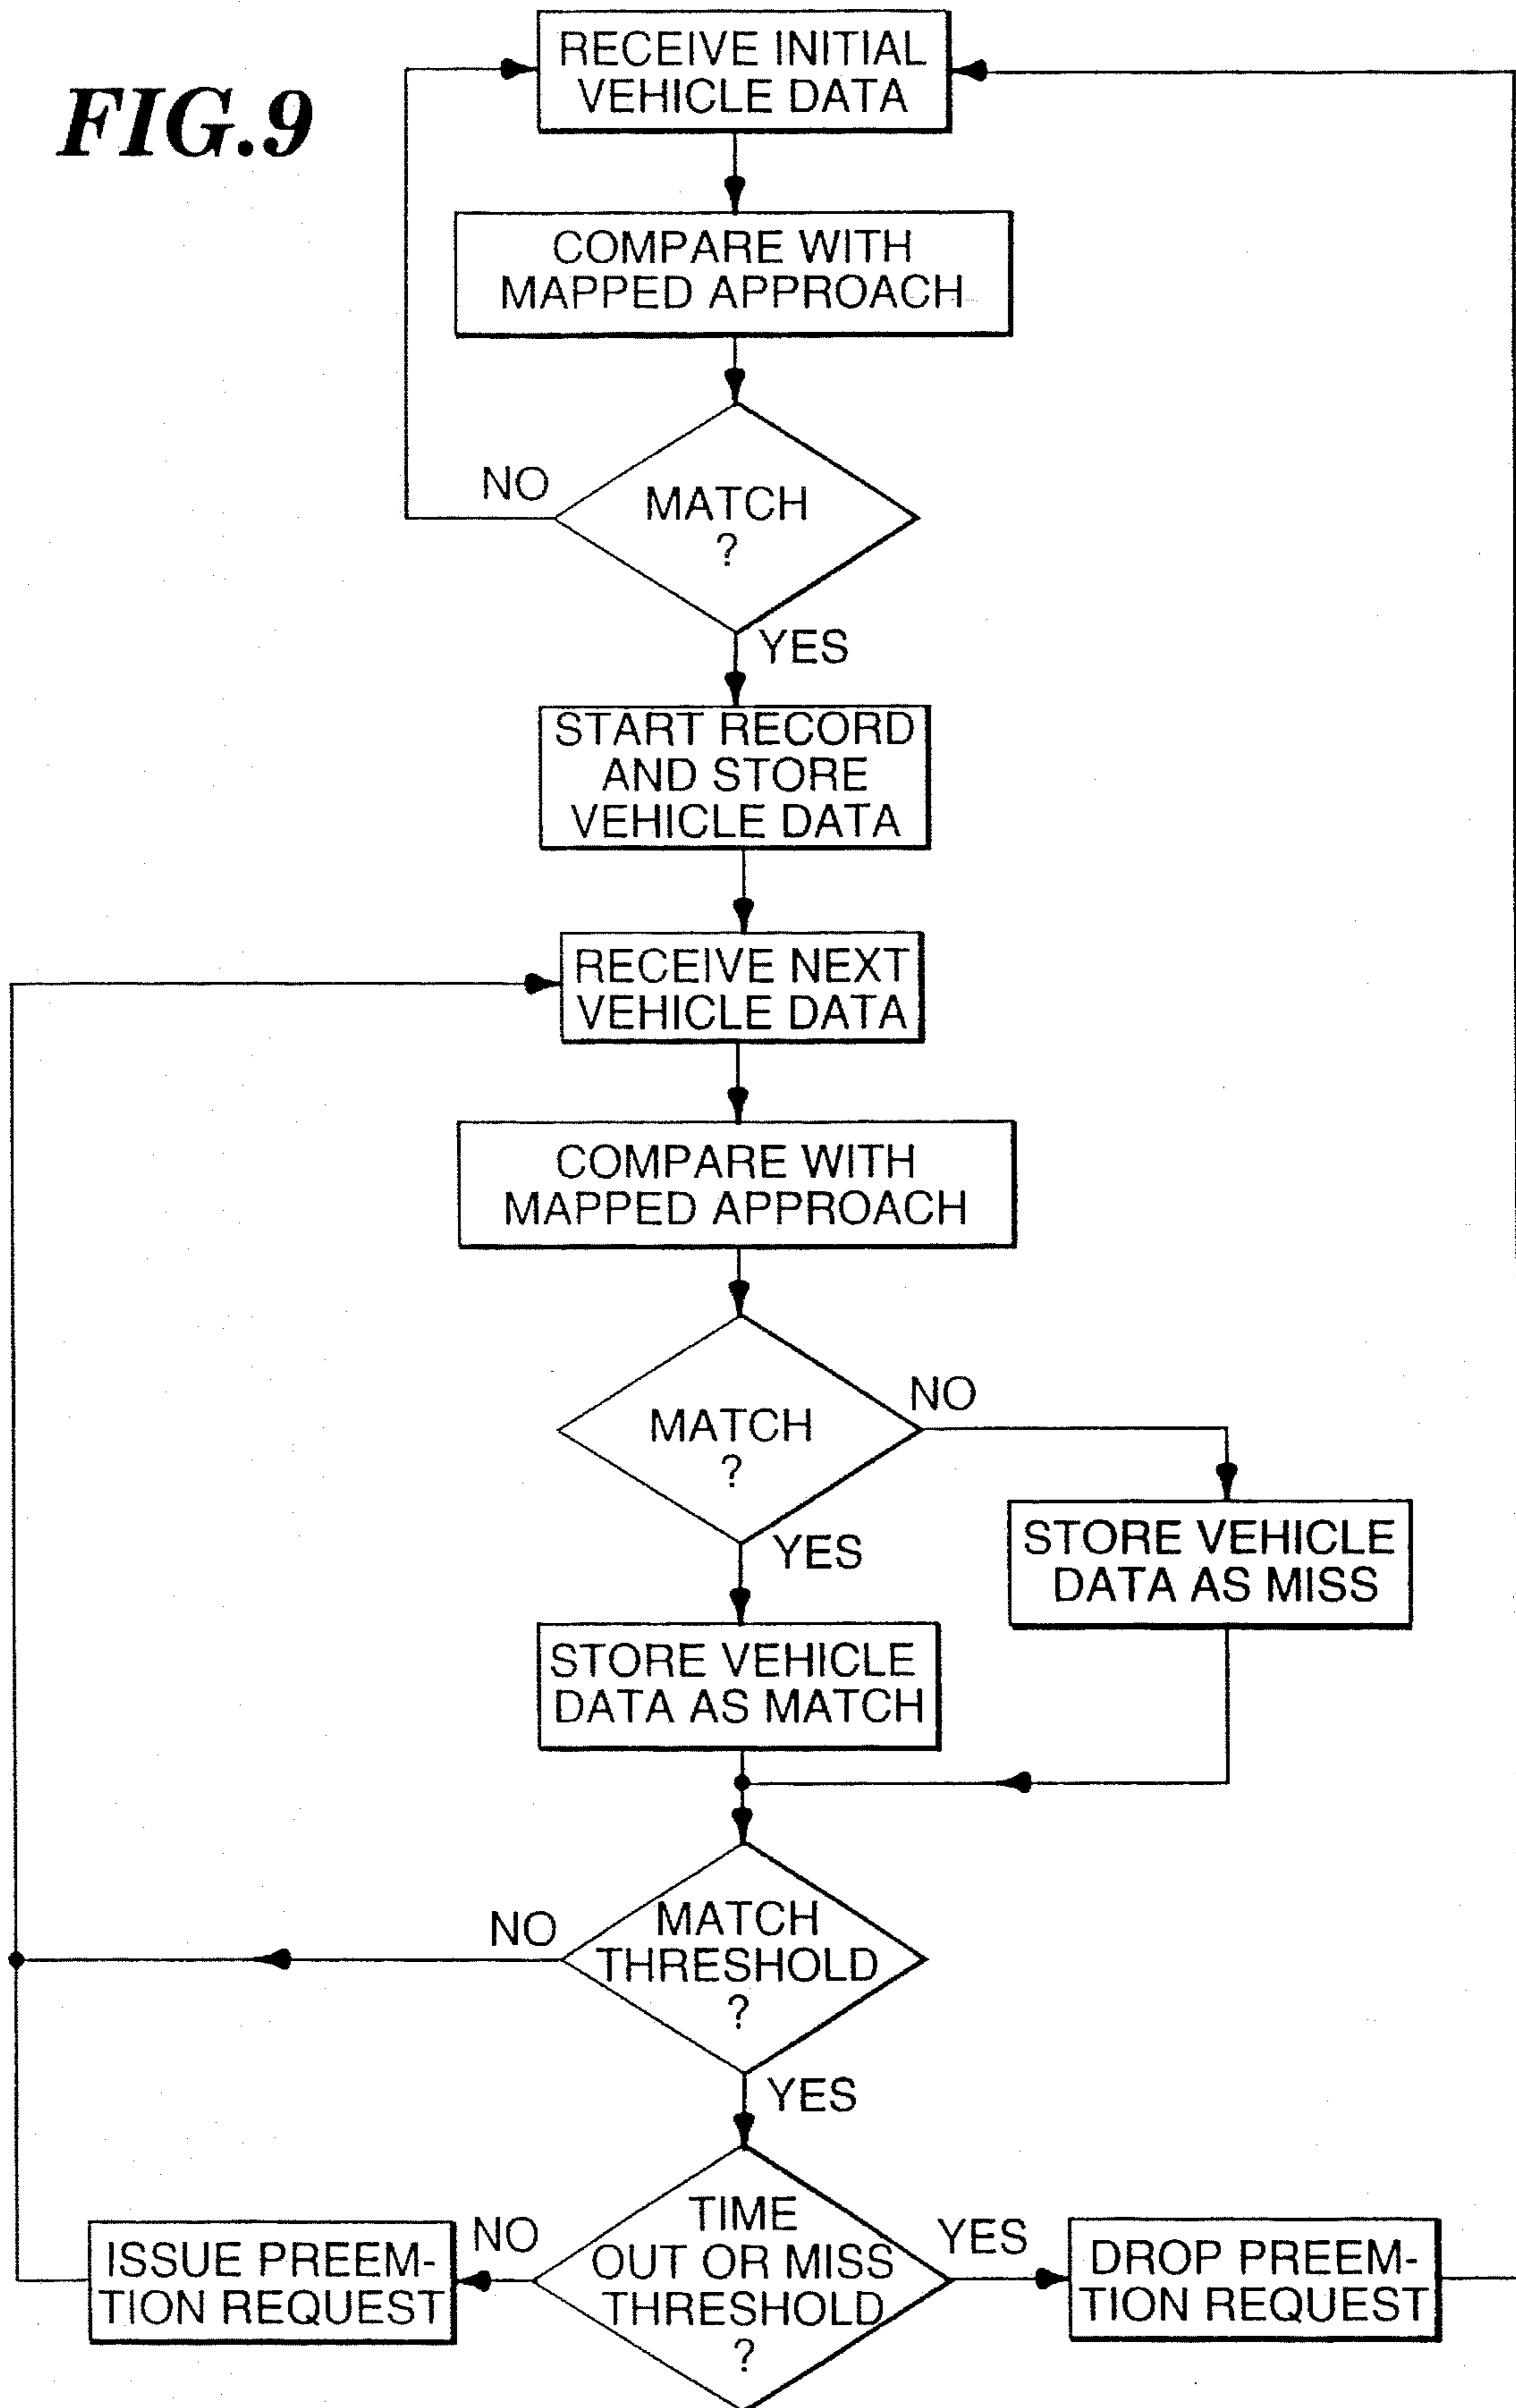 FIG.9
RECEIVE INITIAL
VEHICLE DATA
COMPARE WITH
MAPPED APPROACH
NO
MATCH
?
YES
START RECORD
AND STORE
VEHICLE DATA
RECEIVE NEXT
VEHICLE DATA
COMPARE WITH
MAPPED APPROACH
NO
MATCH
?
YES
STORE VEHICLE
DATA AS MISS
STORE VEHICLE
DATA AS MATCH
NO
MATCH
THRESHOLD
?
YES
ISSUE PREEM-
TION REQUEST
NO
TIME
OUT OR MISS
THRESHOLD
?
YES
DROP PREEM-
TION REQUEST